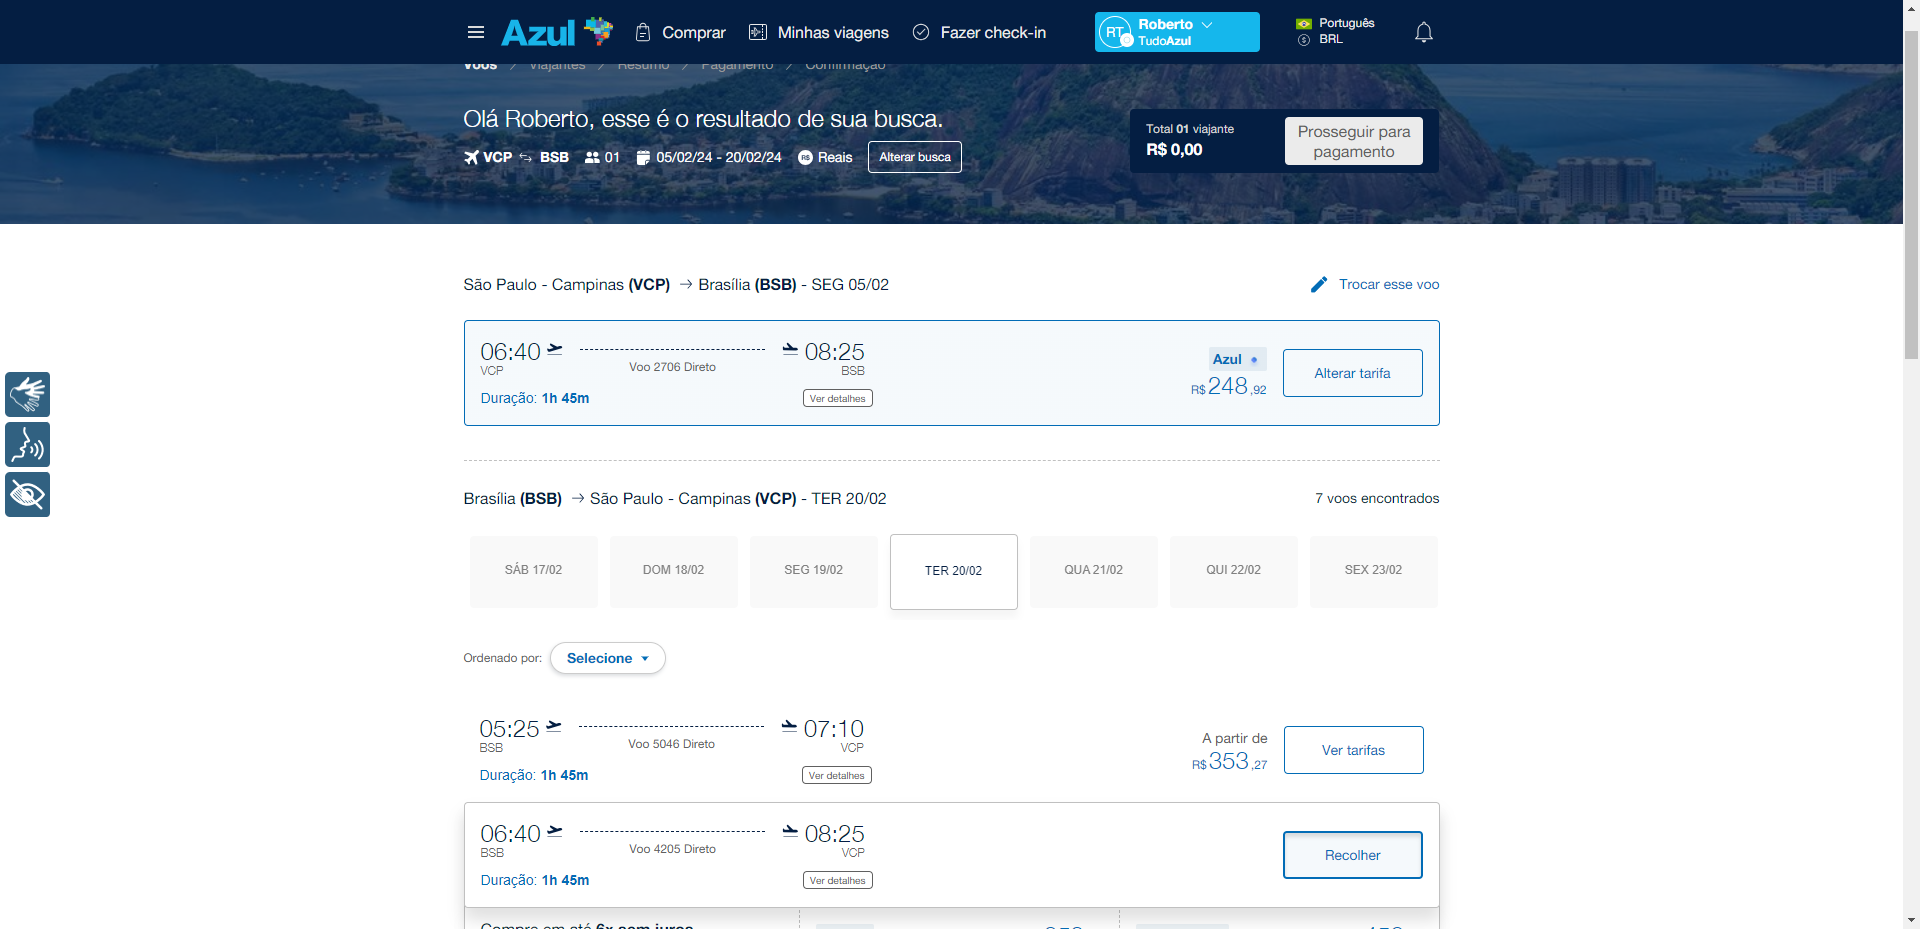 Azul
Comprar
Minhas viagens
Fazer check-in
RT
Roberto
TudoAzul
Português
BRL
Voos / Viajantes / Resumo / Pagamento / Confirmação
Olá Roberto, esse é o resultado de sua busca.
VCP BSB 01 05/02/24 - 20/02/24 R$ Reais Alterar busca
Total 01 viajante
R$ 0,00
Prosseguir para
pagamento
São Paulo - Campinas (VCP) → Brasília (BSB) - SEG 05/02
Trocar esse voo
06:40 08:25
VCP Voo 2706 Direto BSB
Duração: 1h 45m Ver detalhes
Azul
R$ 248,92
Alterar tarifa
Brasília (BSB) → São Paulo - Campinas (VCP) - TER 20/02
7 voos encontrados
SÁB 17/02 DOM 18/02 SEG 19/02 TER 20/02 QUA 21/02 QUI 22/02 SEX 23/02
Ordenado por: Selecione
05:25 07:10
BSB Voo 5046 Direto VCP
Duração: 1h 45m Ver detalhes
A partir de
R$ 353,27
Ver tarifas
06:40 08:25
BSB Voo 4205 Direto VCP
Duração: 1h 45m Ver detalhes
Recolher
Compre em até 6x sem juros